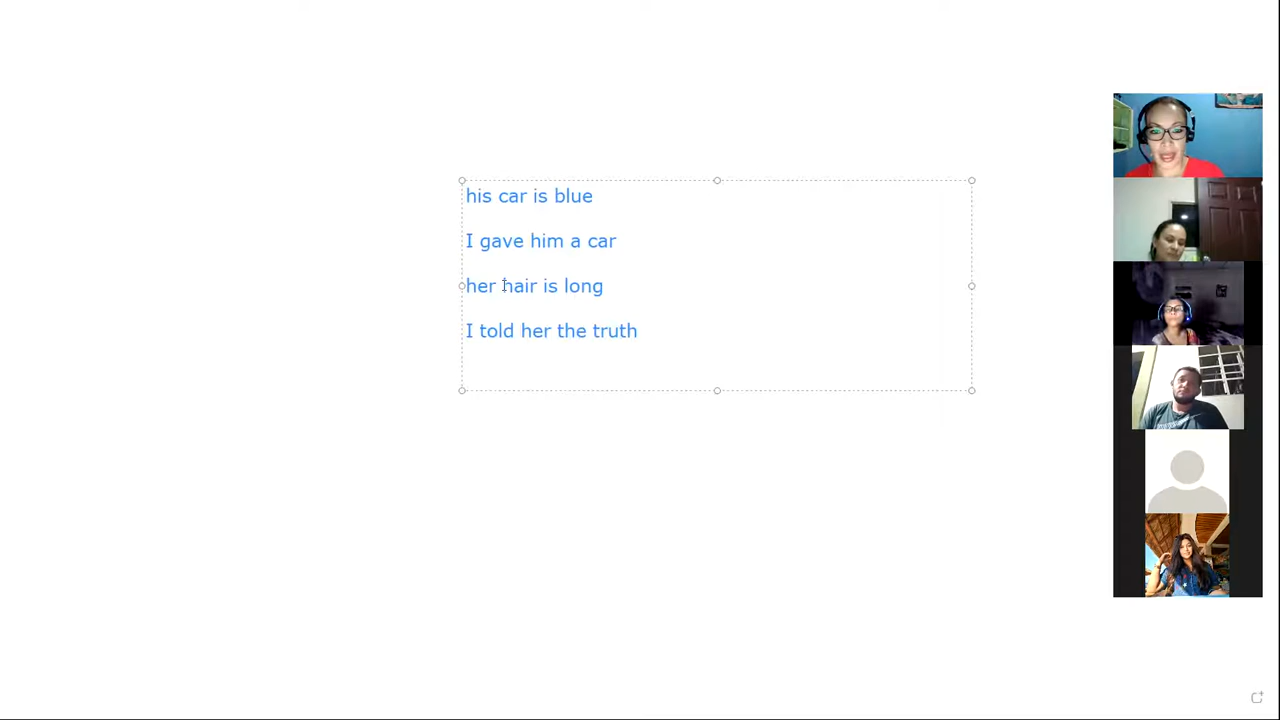 his car is blue
I gave him a car
her hair is long
I told her the truth